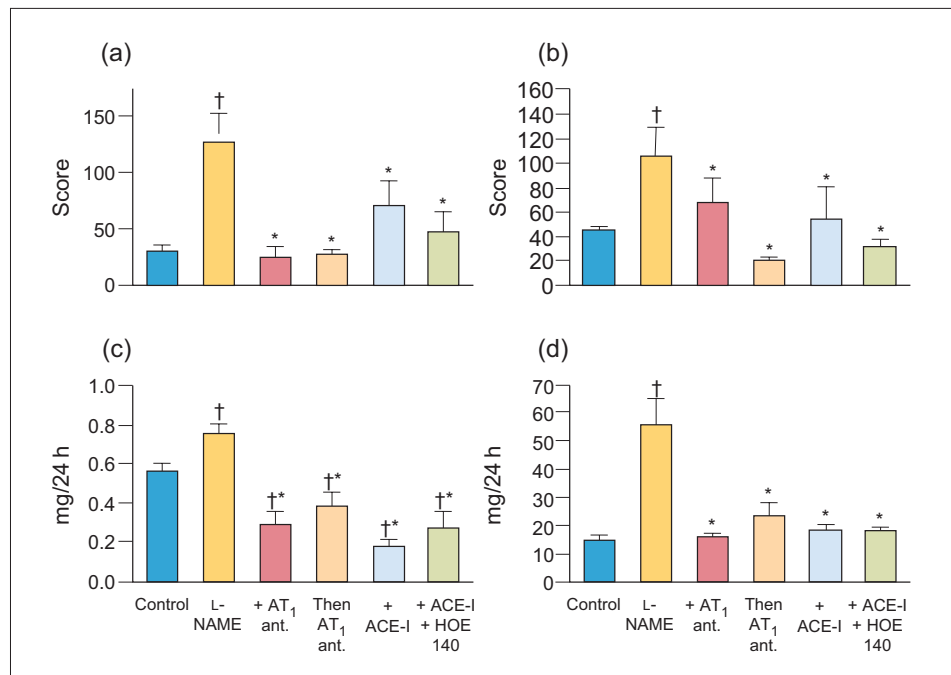 (a)
Score
150
100
50
0
†
*
*
*
*
(b)
Score
160
140
120
100
80
60
40
20
0
†
*
*
*
*
(c)
mg/24 h
1.0
0.8
0.6
0.4
0.2
0.0
†
†*
†*
†*
†*
Control
L-
NAME
+ AT₁
ant.
Then
AT₁
ant.
+
ACE-I
+ ACE-I
+ HOE
140
(d)
mg/24 h
70
60
50
40
30
20
10
0
†
*
*
*
*
Control
L-
NAME
+ AT₁
ant.
Then
AT₁
ant.
+
ACE-I
+ ACE-I
+ HOE
140